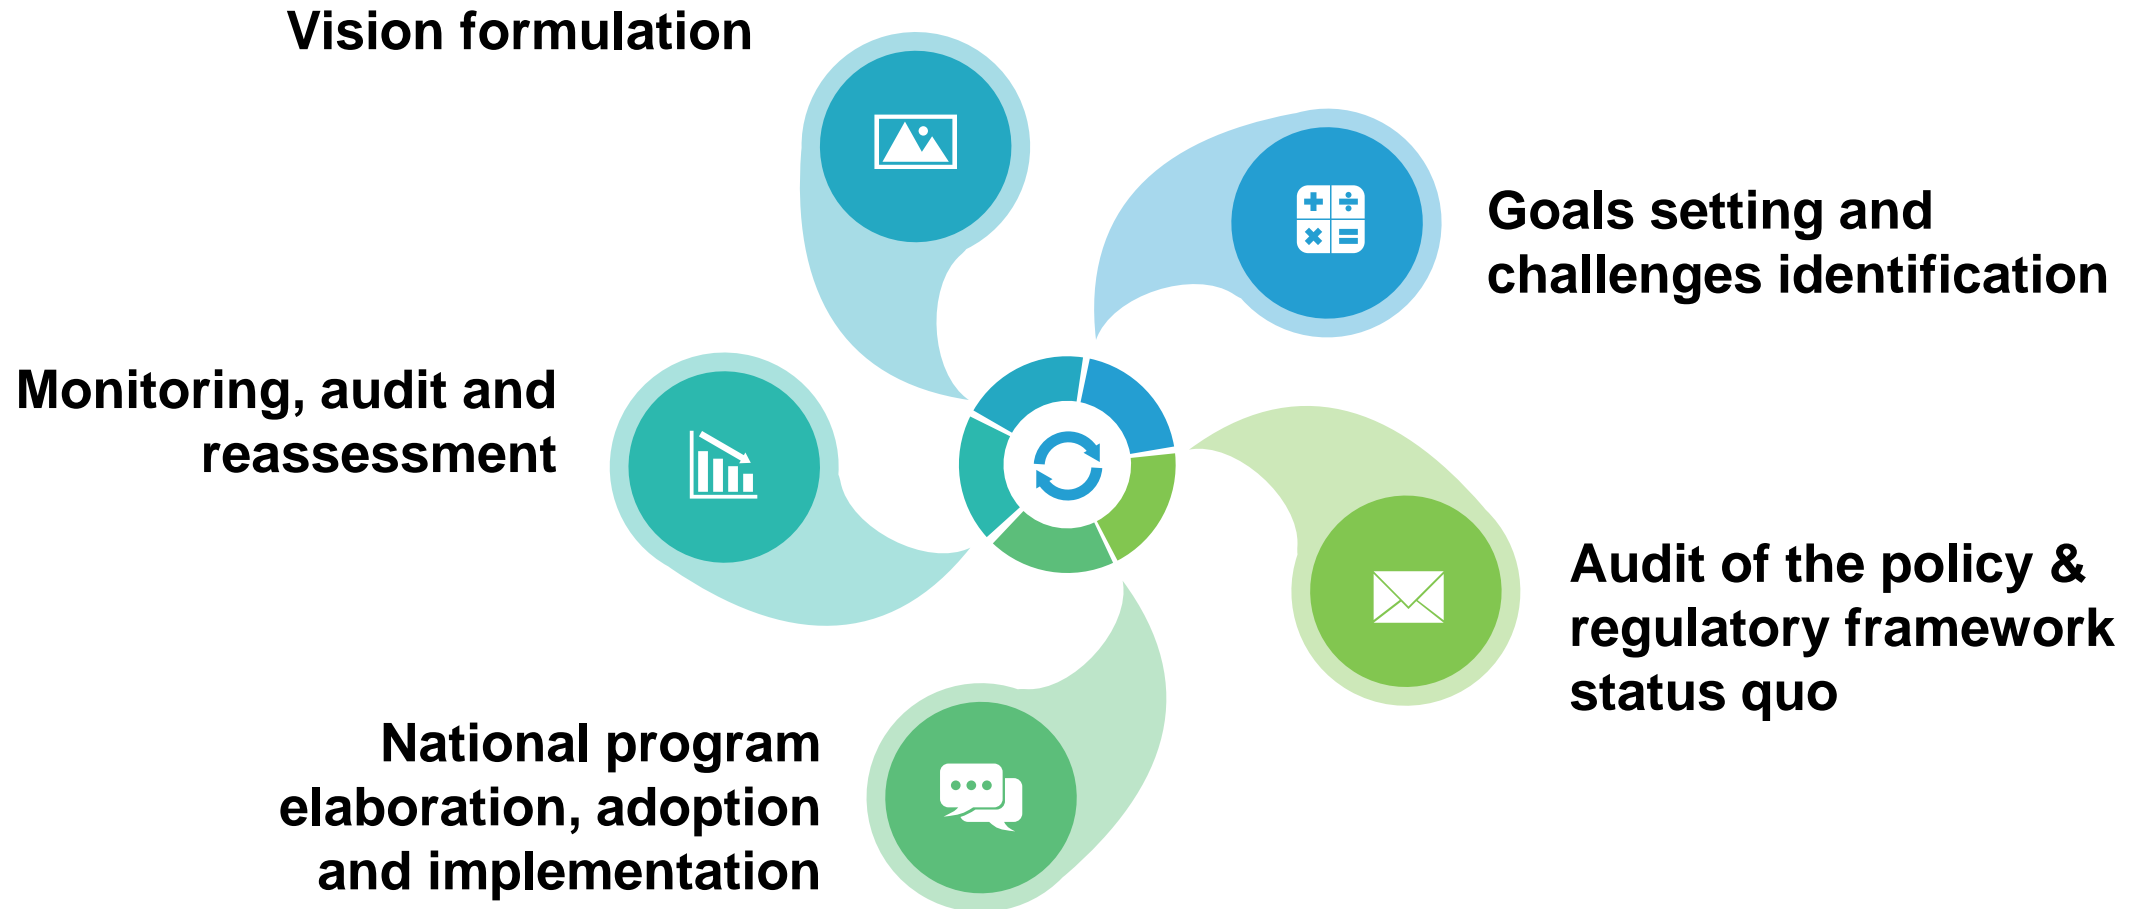 Vision formulation
Goals setting and
challenges identification
Monitoring, audit and
reassessment
Audit of the policy &
regulatory framework
status quo
National program
elaboration, adoption
and implementation